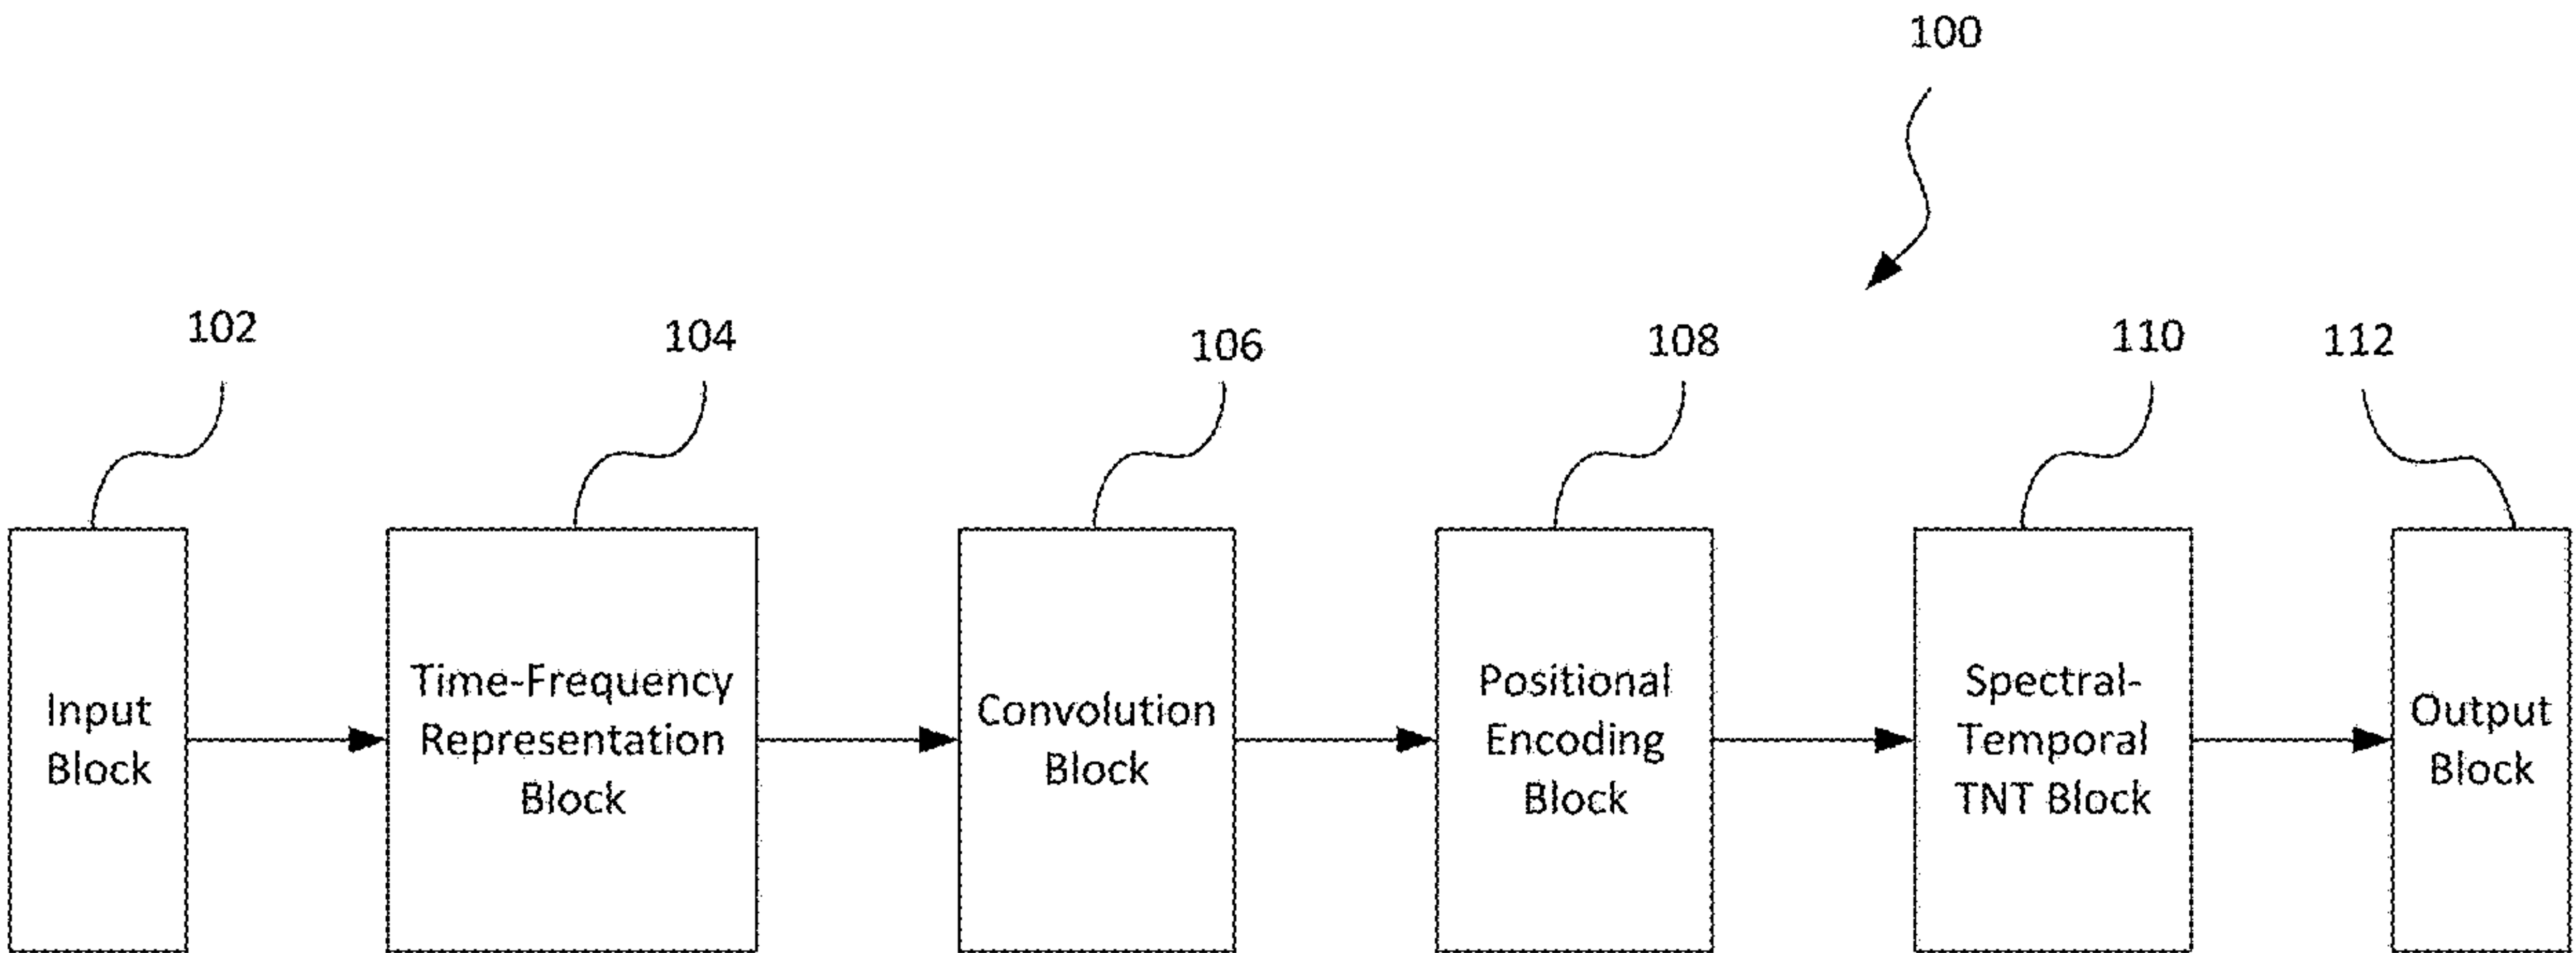 100
102
104
106
108
110
112
Input
Block
Time-Frequency
Representation
Block
Convolution
Block
Positional
Encoding
Block
Spectral-
Temporal
TNT Block
Output
Block